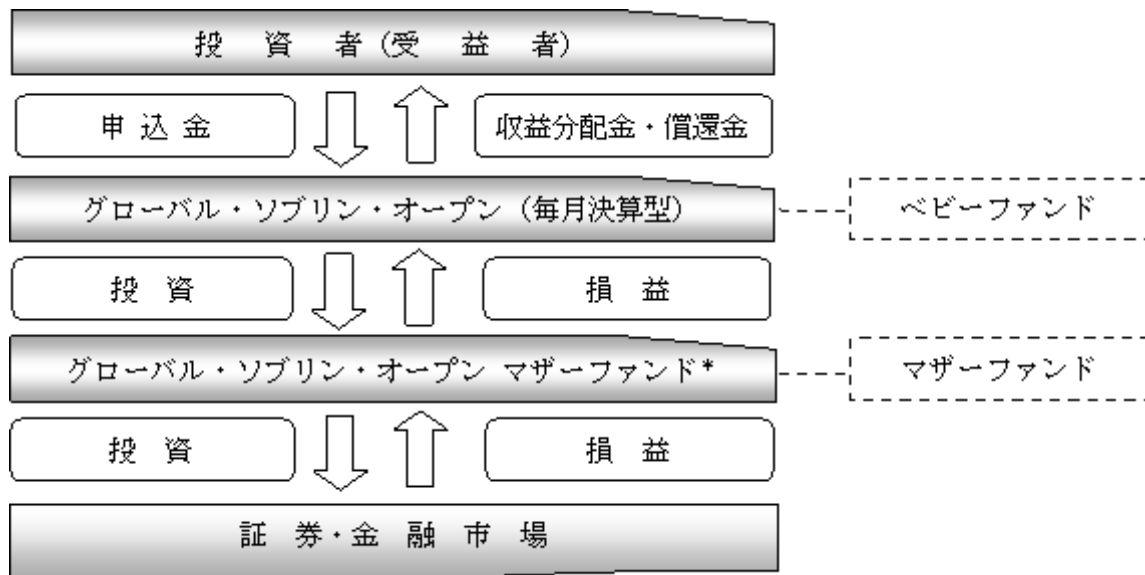 投資者(受益者)
申込金
収益分配金・償還金
グローバル・ソブリン・オープン(毎月決算型)
ベビーファンド
投資
損益
グローバル・ソブリン・オープン マザーファンド*
マザーファンド
投資
損益
証券・金融市場